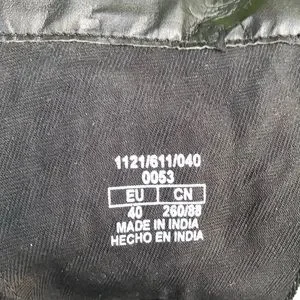 1121/611/040
0053
EU CN
40 260/88
MADE IN INDIA
HECHO EN INDIA